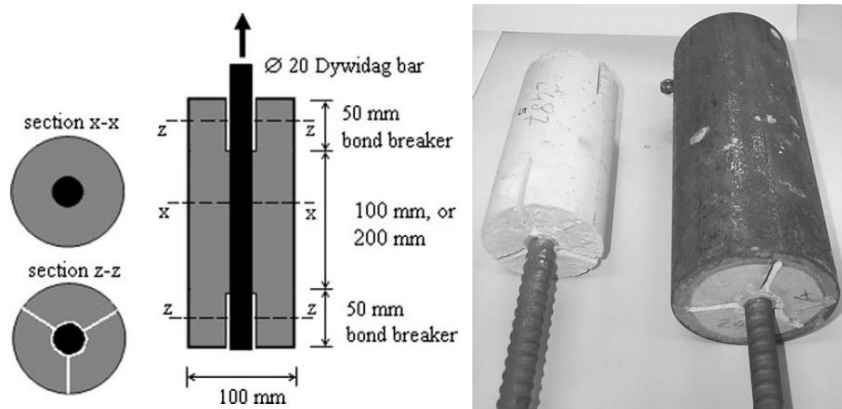 Ø 20 Dywidag bar
50 mm
bond breaker
section x-x
z
z
x
x
100 mm, or
200 mm
section z-z
z
z
50 mm
bond breaker
100 mm